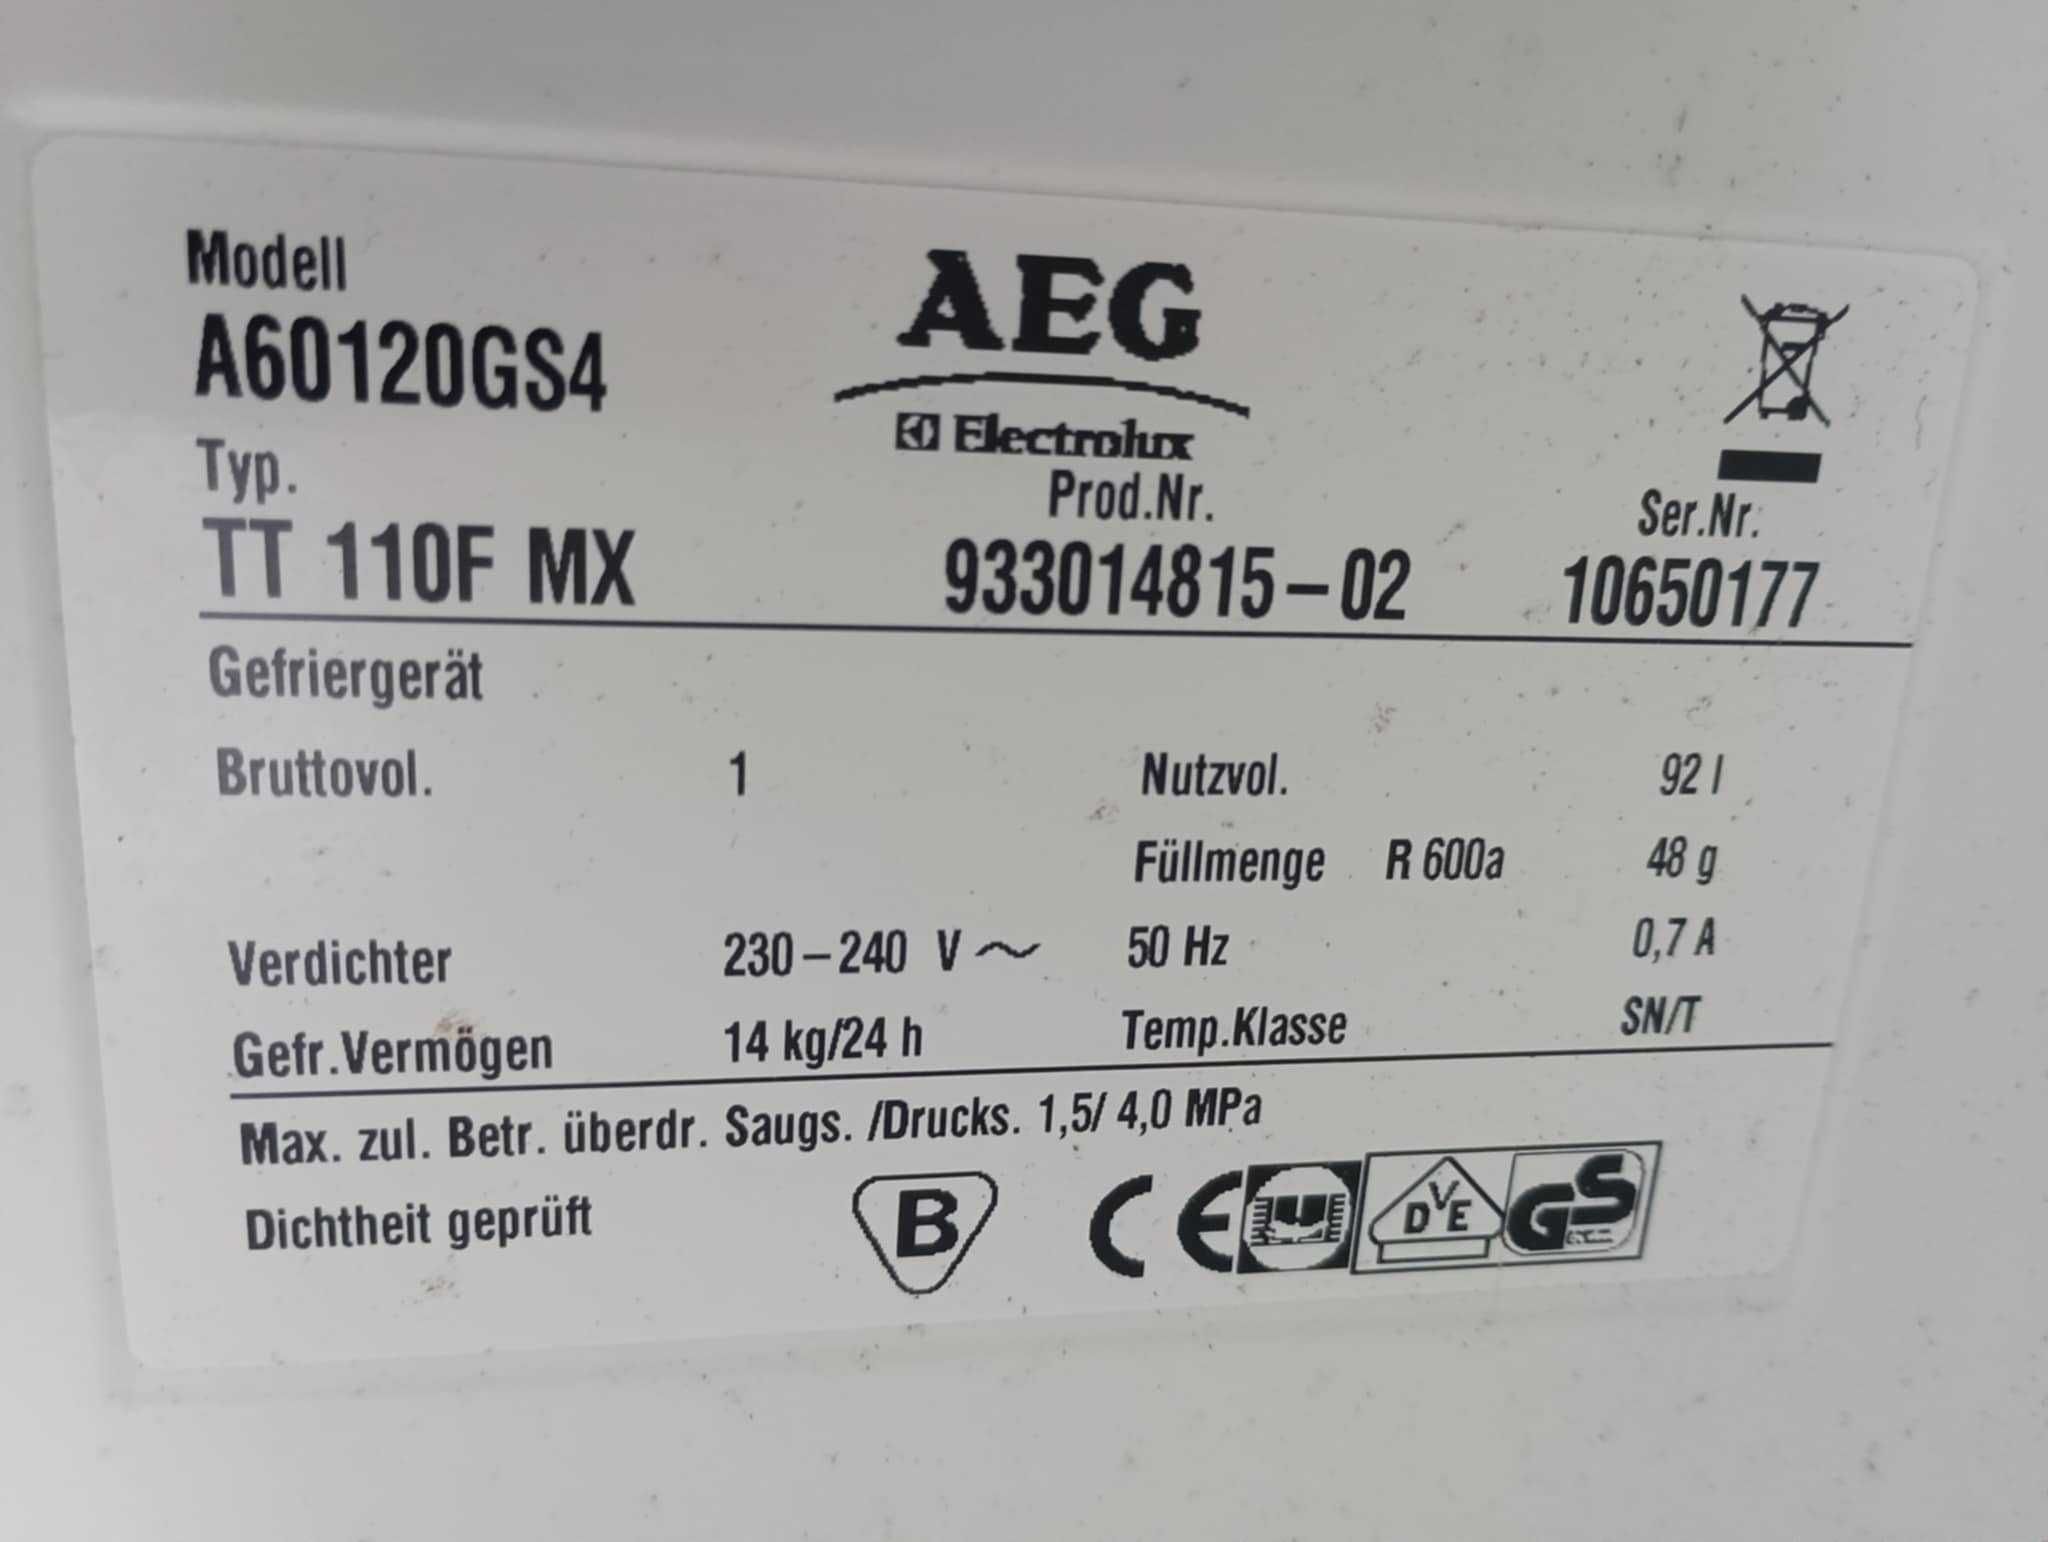 Modell
A60120GS4
AEG
Electrolux
Typ.
TT 110F MX
Prod.Nr.
933014815-02
Ser.Nr.
10650177
Gefriergerät
Bruttovol. l Nutzvol. 92 l
Füllmenge R 600a 48 g
Verdichter 230-240 V~ 50 Hz 0,7 A
Gefr.Vermögen 14 kg/24 h Temp.Klasse SN/T
Max. zul. Betr. überdr. Saugs. /Drucks. 1,5/ 4,0 MPa
Dichtheit geprüft B CE DVE GS